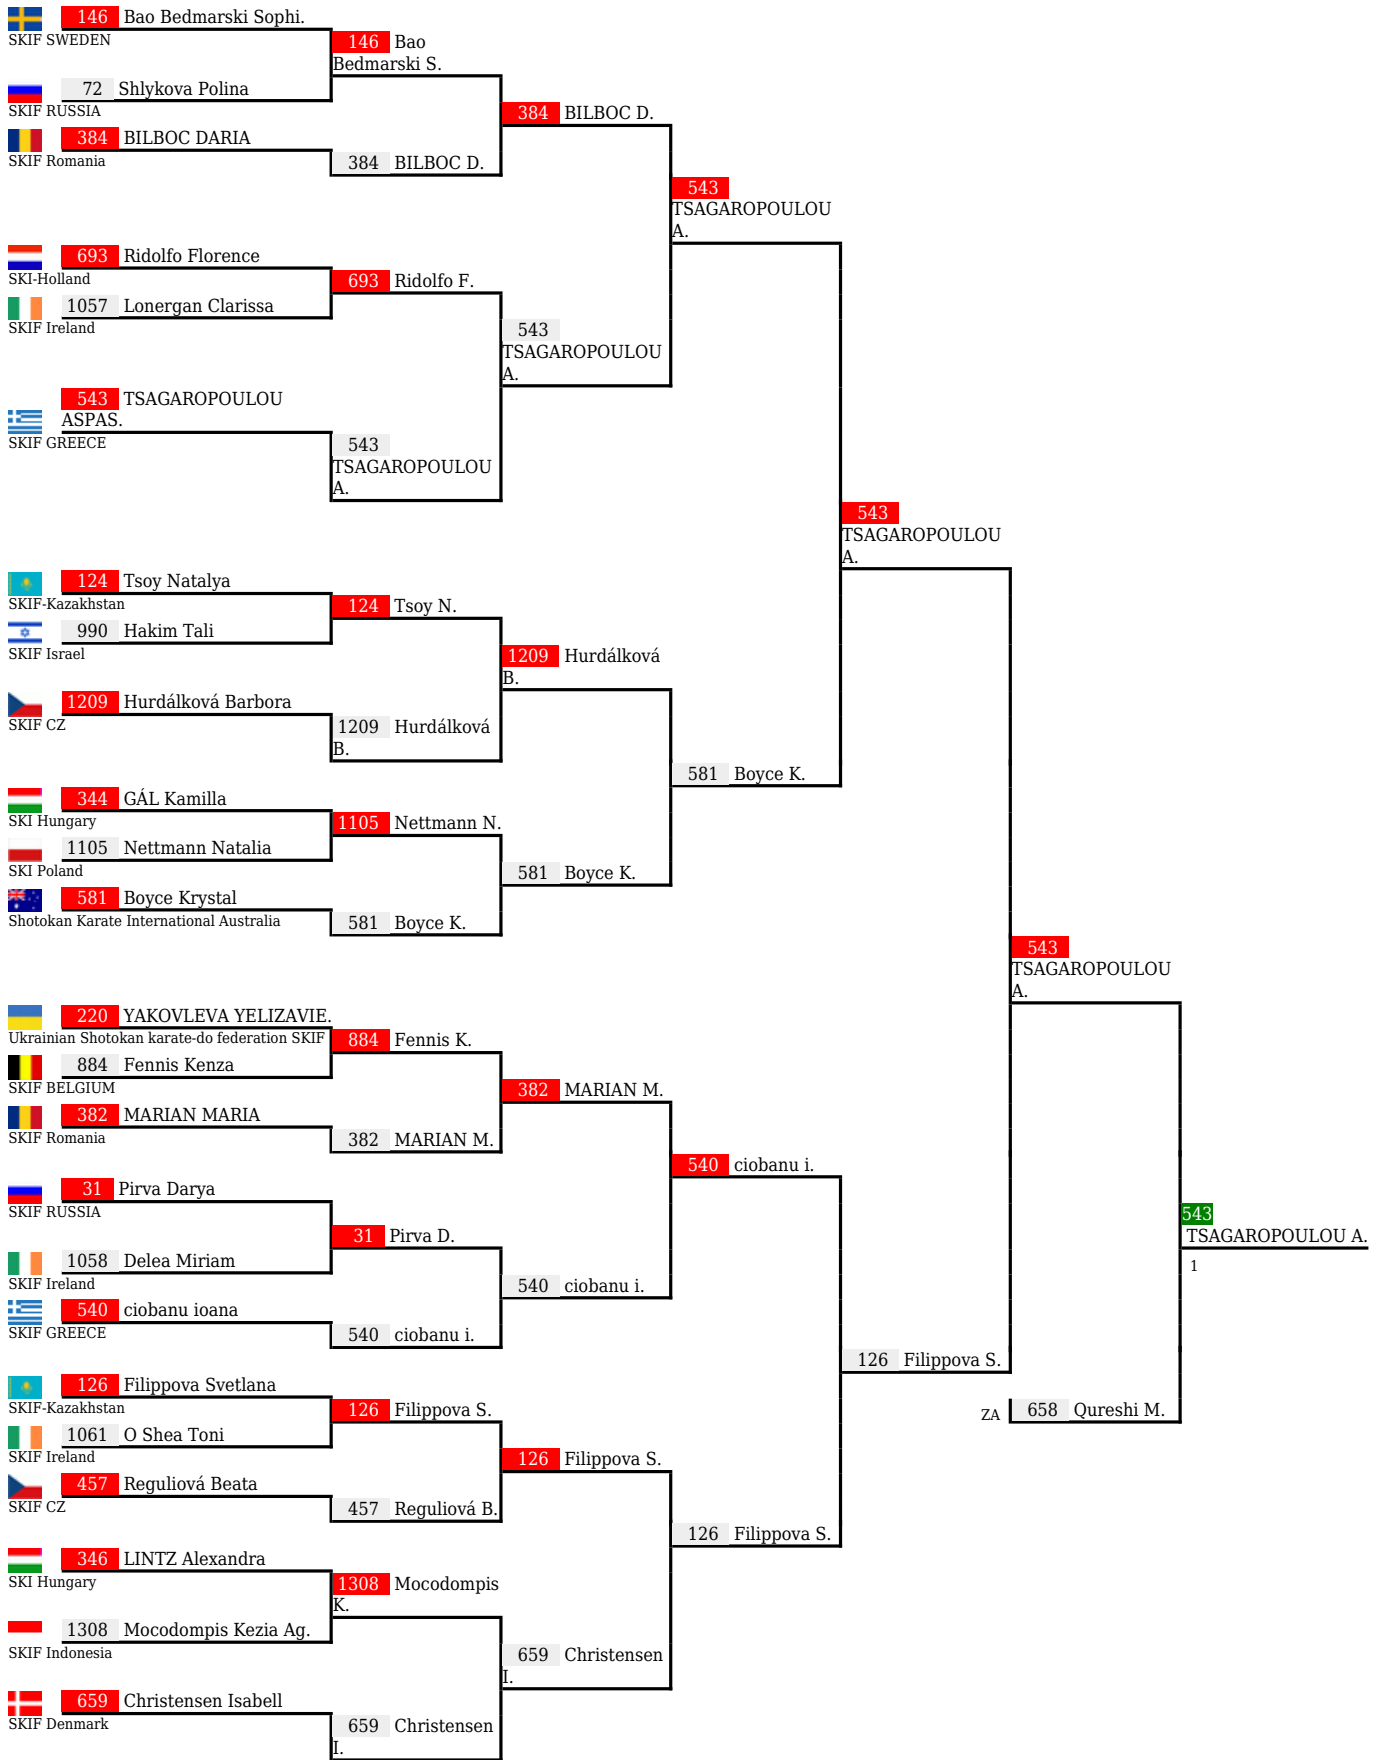 146 Bao Bedmarski Sophi.
SKIF SWEDEN
146 Bao
Bedmarski S.
72 Shlykova Polina
SKIF RUSSIA
384 BILBOC D.
384 BILBOC DARIA
SKIF Romania
384 BILBOC D.
543
TSAGAROPOULOU
A.
693 Ridolfo Florence
SKI-Holland
693 Ridolfo F.
1057 Lonergan Clarissa
SKIF Ireland
543
TSAGAROPOULOU
A.
543 TSAGAROPOULOU
ASPAS.
SKIF GREECE
543
TSAGAROPOULOU
A.
543
TSAGAROPOULOU
A.
124 Tsoy Natalya
SKIF-Kazakhstan
124 Tsoy N.
990 Hakim Tali
SKIF Israel
1209 Hurdálková
B.
1209 Hurdálková Barbora
SKIF CZ
1209 Hurdálková
B.
581 Boyce K.
344 GÁL Kamilla
SKI Hungary
1105 Nettmann N.
1105 Nettmann Natalia
SKI Poland
581 Boyce K.
581 Boyce Krystal
Shotokan Karate International Australia
581 Boyce K.
543
TSAGAROPOULOU
A.
220 YAKOVLEVA YELIZAVIE.
Ukrainian Shotokan karate-do federation SKIF
884 Fennis K.
884 Fennis Kenza
SKIF BELGIUM
382 MARIAN M.
382 MARIAN MARIA
SKIF Romania
382 MARIAN M.
540 ciobanu i.
31 Pirva Darya
SKIF RUSSIA
543
TSAGAROPOULOU A.
1
31 Pirva D.
1058 Delea Miriam
SKIF Ireland
540 ciobanu i.
540 ciobanu ioana
SKIF GREECE
540 ciobanu i.
126 Filippova S.
126 Filippova Svetlana
SKIF-Kazakhstan
126 Filippova S.
ZA 658 Qureshi M.
1061 O Shea Toni
SKIF Ireland
126 Filippova S.
457 Reguliová Beata
SKIF CZ
457 Reguliová B.
126 Filippova S.
346 LINTZ Alexandra
SKI Hungary
1308 Mocodompis
K.
1308 Mocodompis Kezia Ag.
SKIF Indonesia
659 Christensen
I.
659 Christensen Isabell
SKIF Denmark
659 Christensen
I.